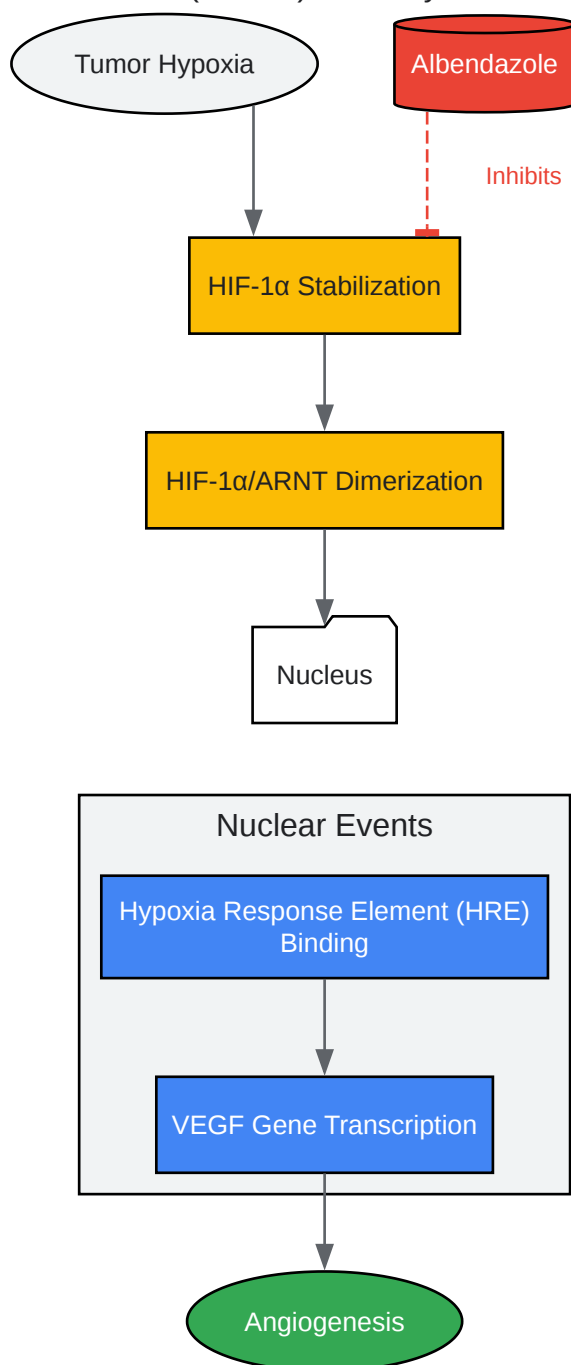 Tumor Hypoxia
Albendazole
Inhibits
HIF-1α Stabilization
HIF-1α/ARNT Dimerization
Nucleus
Nuclear Events
Hypoxia Response Element (HRE)
Binding
VEGF Gene Transcription
Angiogenesis